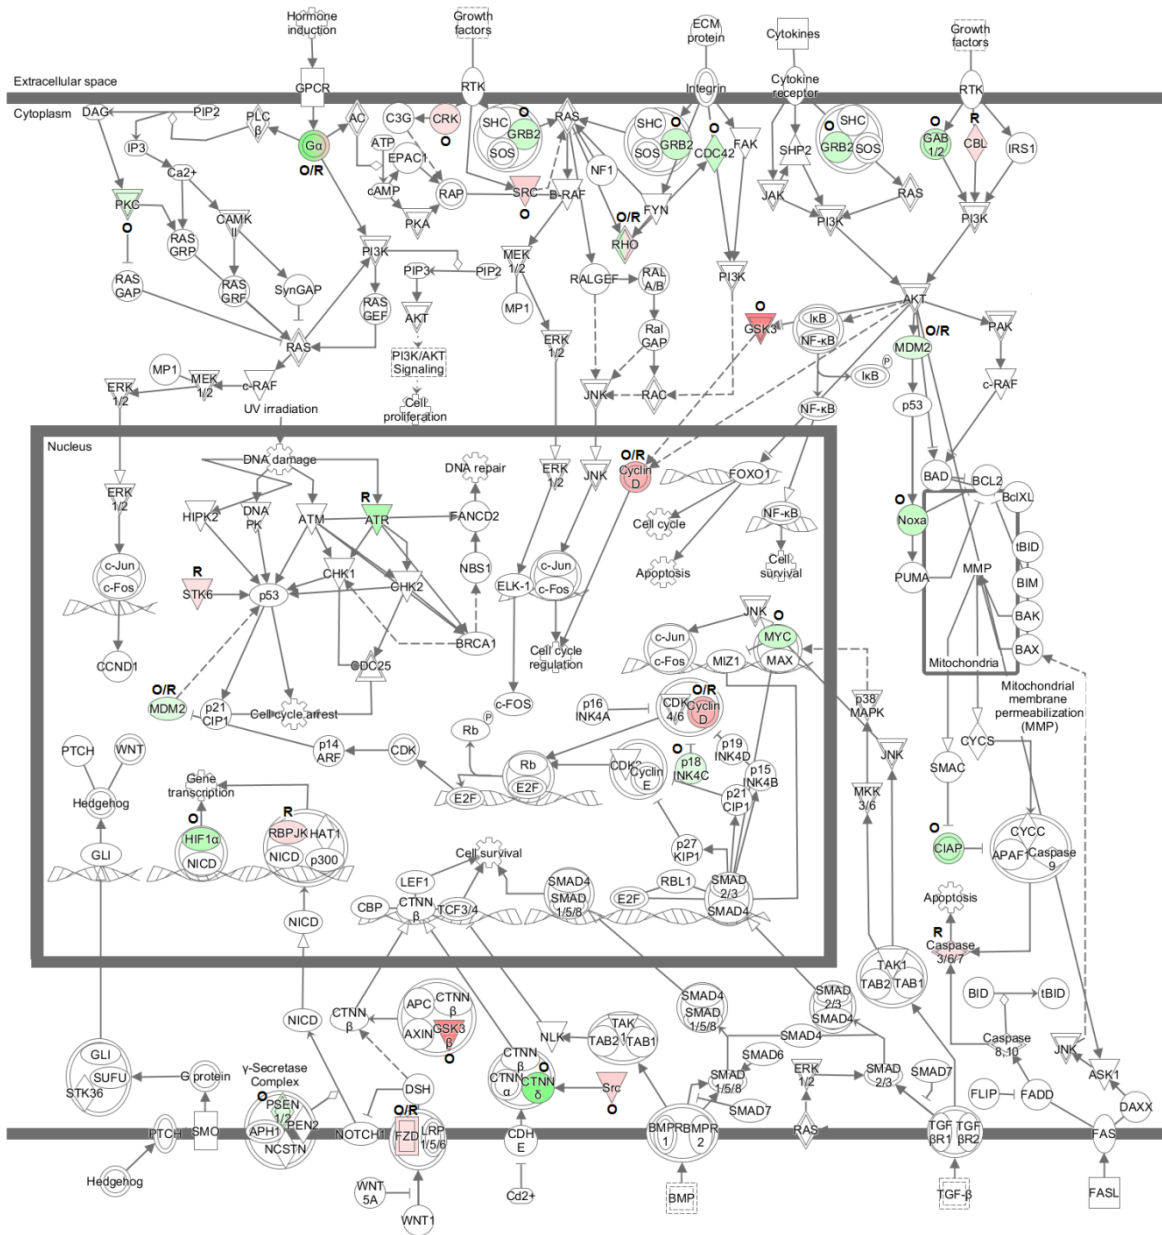 Hormone
induction
Growth
factors
ECM
protein
Cytokines
Growth
factors
Extracellular space
GPCR
RTK
Integrin
Cytokine
receptor
RTK
Cytoplasm
DAG
PIP2
PLC
β
AC
C3G
CRK
O
SHC
GRB2
SOS
O
RAS
SHC
GRB2
SOS
O
CDC42
O
FAK
SHC
GRB2
SOS
O
SHP2
GAB
1/2
O
CBL
R
IRS1
IP3
Gα
O/R
ATP
EPAC1
cAMP
RAP
PKA
SRC
O
B-RAF
NF1
FYN
RHO
O/R
JAK
PI3K
RAS
PI3K
Ca2+
PKC
O
CAMK
II
RAS
GRP
RAS
GRF
SynGAP
RAS
GAP
PI3K
RAS
GEF
PIP3
PIP2
AKT
PI3K/AKT
Signaling
Cell
proliferation
MEK
1/2
MP1
ERK
1/2
RALGEF
RAL
A/B
Ral
GAP
JNK
RAC
PI3K
GSK3
O
IκB
NF-κB
IκB
P
NF-κB
AKT
MDM2
O/R
PAK
c-RAF
p53
RAS
c-RAF
MEK
1/2
MP1
ERK
1/2
UV irradiation
Nucleus
DNA damage
DNA repair
ERK
1/2
JNK
Cyclin
D
O/R
FOXO1
BAD
BCL2
BclXL
ERK
1/2
HIPK2
DNA
PK
ATM
ATR
R
FANCD2
NF-κB
Cell cycle
Apoptosis
Cell
survival
Noxa
O
PUMA
MMP
tBID
BIM
BAK
BAX
Mitochondria
Mitochondrial
membrane
permeabilization
(MMP)
c-Jun
c-Fos
CCND1
STK6
R
p53
CHK1
CHK2
NBS1
BRCA1
ELK-1
c-Jun
c-Fos
Cell cycle
regulation
c-FOS
JNK
c-Jun
c-Fos
MYC
O
MIZ1
MAX
MDM2
O/R
p21
CIP1
Cell cycle arrest
CDC25
p14
ARF
CDK
E2F
Rb
P
Rb
E2F
p16
INK4A
CDK
4/6
Cyclin
D
O/R
p18
INK4C
O
p19
INK4D
p15
INK4B
p21
CIP1
Cyclin
E
p27
KIP1
p38
MAPK
JNK
MKK
3/6
CYCS
SMAC
CIAP
O
CYCC
APAF1
Caspase
9
PTCH
WNT
Hedgehog
GLI
Gene
transcription
HIF1α
O
NICD
RBPJK
R
HAT1
NICD
p300
Cell survival
LEF1
CBP
CTNN
β
TCF3/4
SMAD4
SMAD
1/5/8
RBL1
E2F
SMAD
2/3
SMAD4
Apoptosis
Caspase
3/6/7
R
NICD
NICD
CTNN
β
APC
CTNN
β
AXIN
GSK3
β
O
NLK
TAK
TAB2
TAB1
SMAD4
SMAD
1/5/8
SMAD
2/3
SMAD4
TAK1
TAB2
TAB1
BID
tBID
Caspase
8,10
JNK
ASK1
DAXX
FADD
FLIP
GLI
SUFU
STK36
G protein
γ-Secretase
Complex
O
PSEN
1/2
APH1
PEN2
NCSTN
DSH
CTNN
β
CTNN
α
CTNN
δ
O
Src
O
SMAD
1/5/8
SMAD6
SMAD7
SMAD4
ERK
1/2
SMAD
2/3
SMAD7
RAS
PTCH
SMO
NOTCH1
FZD
O/R
LRP
1/5/6
CDH
E
BMPR
1
BMPR
2
TGF
βR1
TGF
βR2
FAS
Hedgehog
WNT
5A
WNT1
Cd2+
BMP
TGF-β
FASL